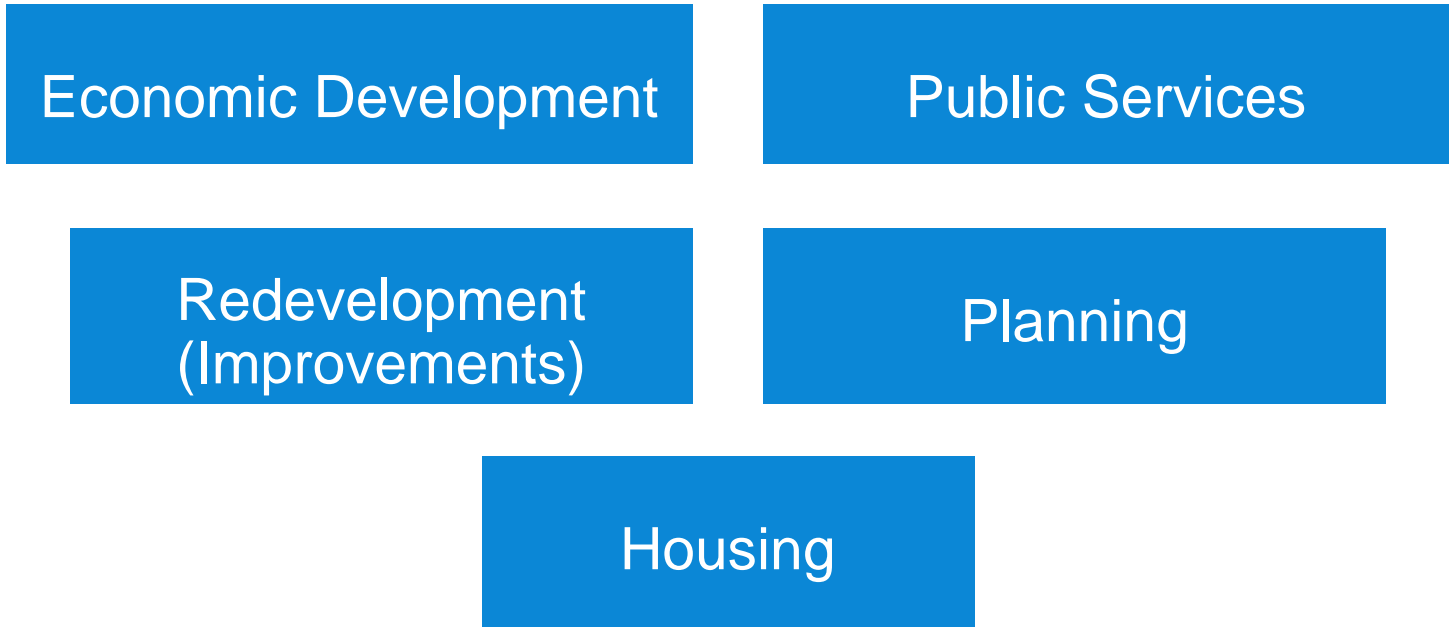 Economic Development
Public Services
Redevelopment
(Improvements)
Planning
Housing